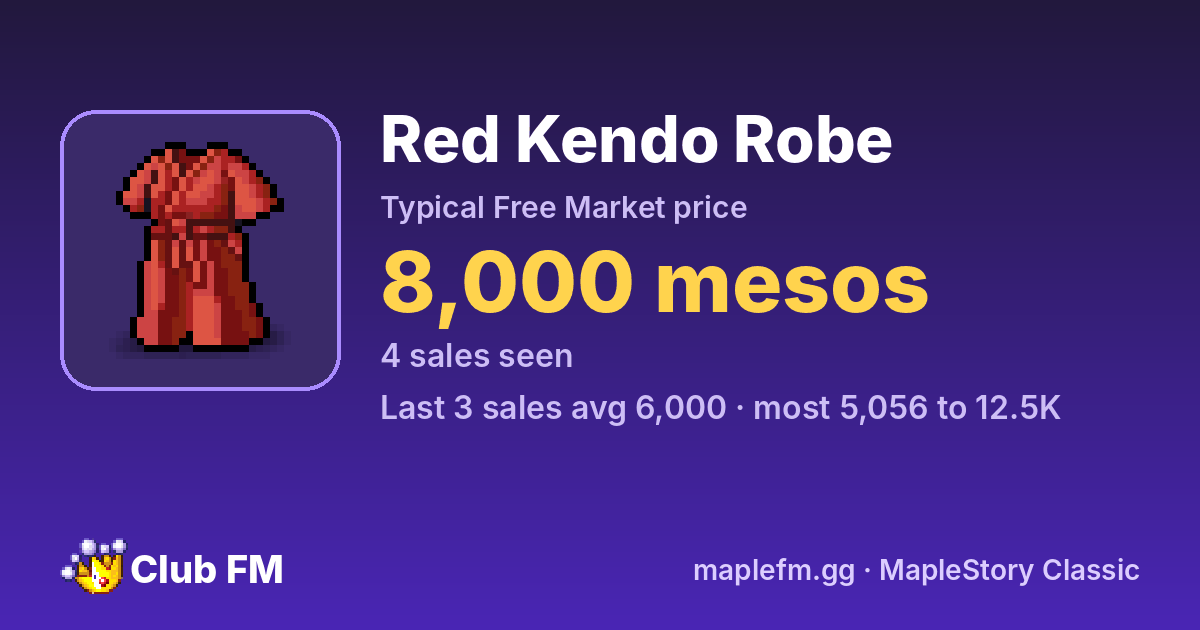 Red Kendo Robe
Typical Free Market price
8,000 mesos
4 sales seen
Last 3 sales avg 6,000 · most 5,056 to 12.5K
Club FM
maplefm.gg · MapleStory Classic